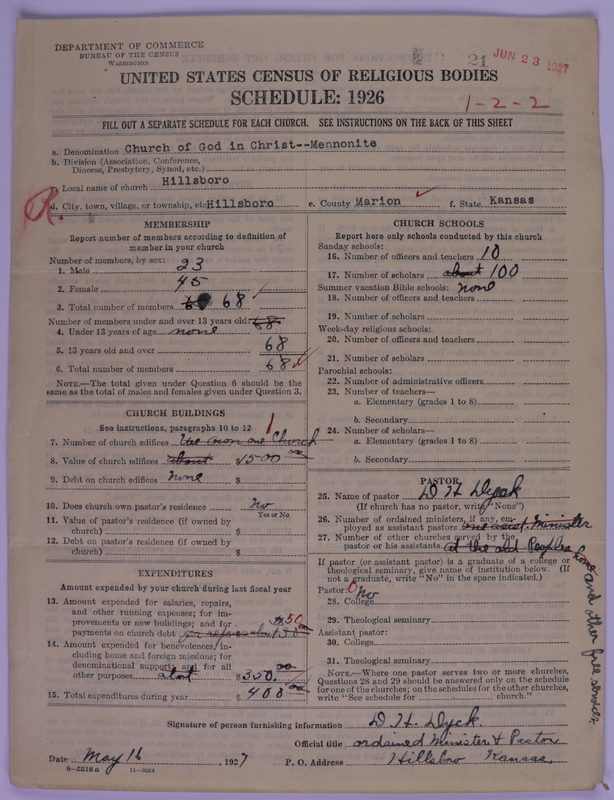 DEPARTMENT OF COMMERCE
BUREAU OF THE CENSUS
WASHINGTON
21
JUN 23 1927
UNITED STATES CENSUS OF RELIGIOUS BODIES
SCHEDULE: 1926
1-2-2
FILL OUT A SEPARATE SCHEDULE FOR EACH CHURCH. SEE INSTRUCTIONS ON THE BACK OF THIS SHEET
a. Denomination Church of God in Christ--Mennonite
b. Division (Association, Conference, Diocese, Presbytery, Synod, etc.)
c. Local name of church Hillsboro
R.
d. City, town, village, or township, etc Hillsboro e. County Marion f. State Kansas
MEMBERSHIP
Report number of members according to definition of member in your church
Number of members, by sex:
1. Male 23
2. Female 45
3. Total number of members 68
Number of members under and over 13 years old: 68
4. Under 13 years of age none
5. 13 years old and over 68
6. Total number of members 68
NOTE.—The total given under Question 6 should be the same as the total of males and females given under Question 3.
CHURCH BUILDINGS
See instructions, paragraphs 10 to 12 1
7. Number of church edifices one Church
8. Value of church edifices about $1500
9. Debt on church edifices None $
10. Does church own pastor's residence? No
Yes or No
11. Value of pastor's residence (if owned by church) $
12. Debt on pastor's residence (if owned by church) $
EXPENDITURES
Amount expended by your church during last fiscal year
13. Amount expended for salaries, repairs, and other running expenses; for improvements or new buildings; and for payments on church debt 50
14. Amount expended for benevolences, including home and foreign missions; for denominational support; and for all other purposes about $350.00
15. Total expenditures during year $400.00
CHURCH SCHOOLS
Report here only schools conducted by this church
Sunday schools:
16. Number of officers and teachers 10
17. Number of scholars about 100
Summer vacation Bible schools: none
18. Number of officers and teachers
19. Number of scholars
Week-day religious schools:
20. Number of officers and teachers
21. Number of scholars
Parochial schools:
22. Number of administrative officers
23. Number of teachers—
a. Elementary (grades 1 to 8)
b. Secondary
24. Number of scholars—
a. Elementary (grades 1 to 8)
b. Secondary
PASTOR
25. Name of pastor D H Dyck
(If church has no pastor, write "None")
26. Number of ordained ministers, if any, employed as assistant pastors one assist. Minister
27. Number of other churches served by the pastor or his assistants at the old Peoples home and other free services
If pastor (or assistant pastor) is a graduate of a college or theological seminary, give name of institution below. (If not a graduate, write "No" in the space indicated.)
Pastor: 0
28. College No
29. Theological seminary
Assistant pastor:
30. College
31. Theological seminary
NOTE.—Where one pastor serves two or more churches, Questions 28 and 29 should be answered only on the schedule for one of the churches; on the schedules for the other churches, write "See schedule for church."
Signature of person furnishing information D. H. Dyck
Official title ordained Minister & Pastor
Date May 16, 1927 P. O. Address Hillsboro Kansas
8-5518a 11-9024